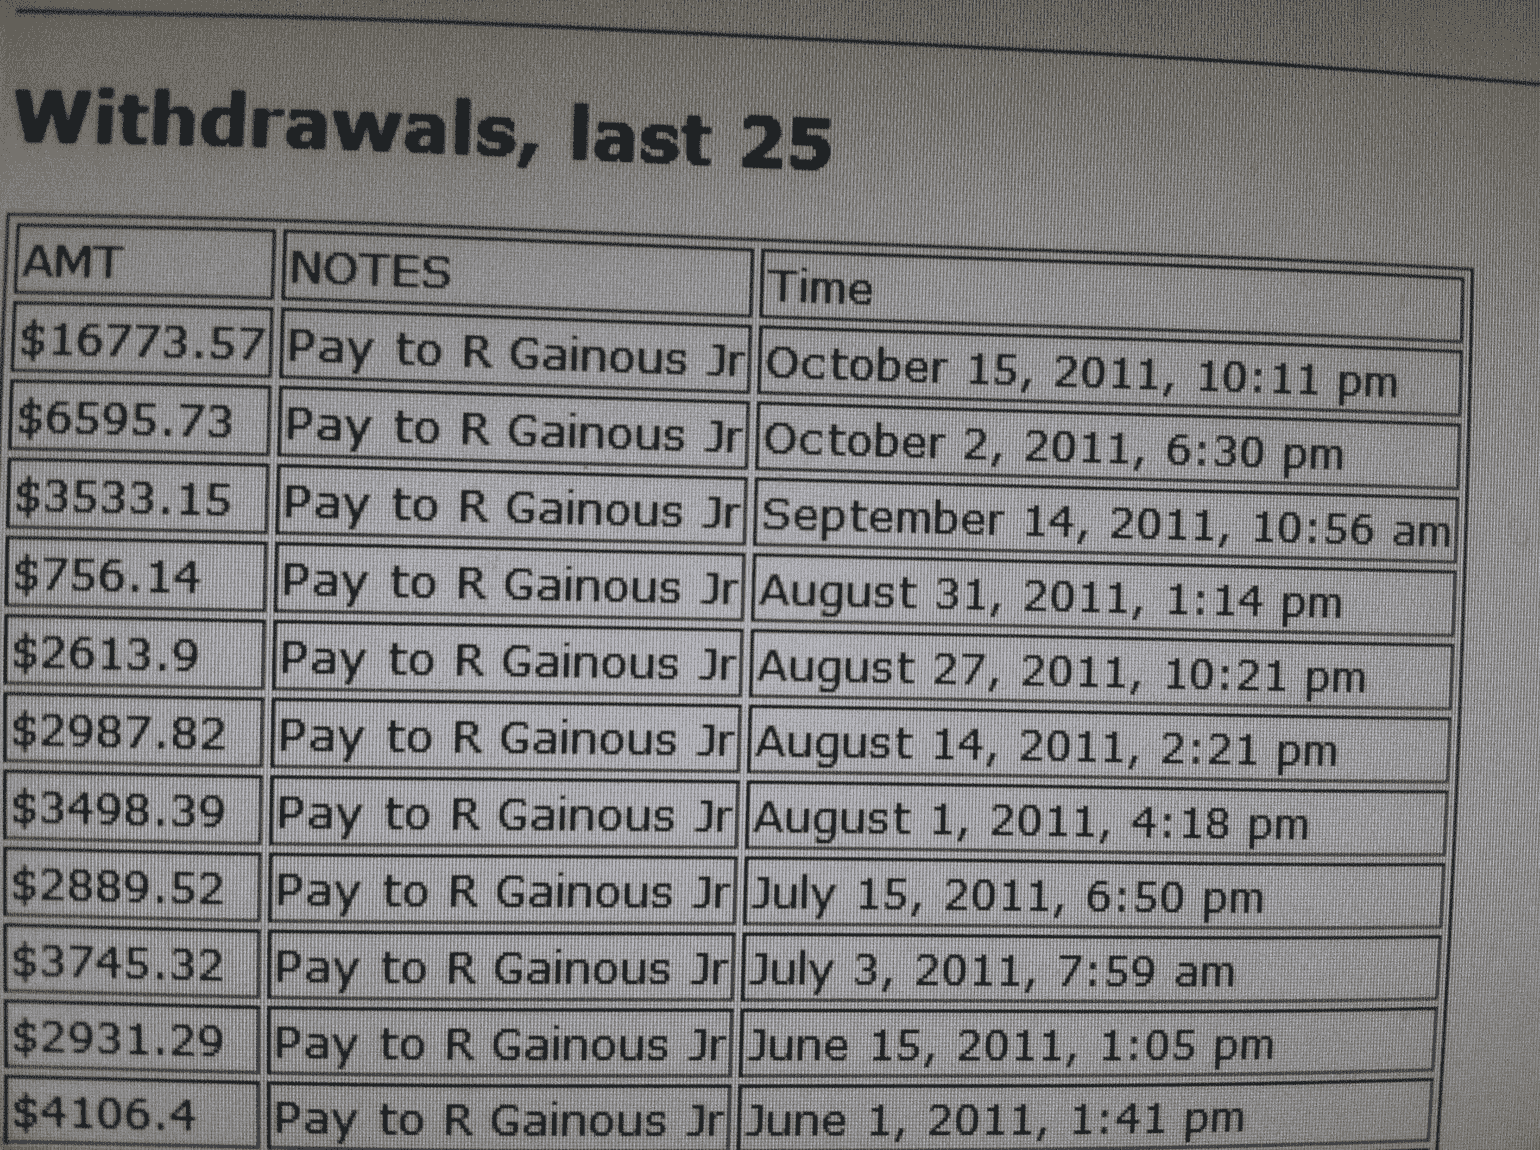 Withdrawals, last 25
AMT NOTES Time
$16773.57 Pay to R Gainous Jr October 15, 2011, 10:11 pm
$6595.73 Pay to R Gainous Jr October 2, 2011, 6:30 pm
$3533.15 Pay to R Gainous Jr September 14, 2011, 10:56 am
$756.14 Pay to R Gainous Jr August 31, 2011, 1:14 pm
$2613.9 Pay to R Gainous Jr August 27, 2011, 10:21 pm
$2987.82 Pay to R Gainous Jr August 14, 2011, 2:21 pm
$3498.39 Pay to R Gainous Jr August 1, 2011, 4:18 pm
$2889.52 Pay to R Gainous Jr July 15, 2011, 6:50 pm
$3745.32 Pay to R Gainous Jr July 3, 2011, 7:59 am
$2931.29 Pay to R Gainous Jr June 15, 2011, 1:05 pm
$4106.4 Pay to R Gainous Jr June 1, 2011, 1:41 pm